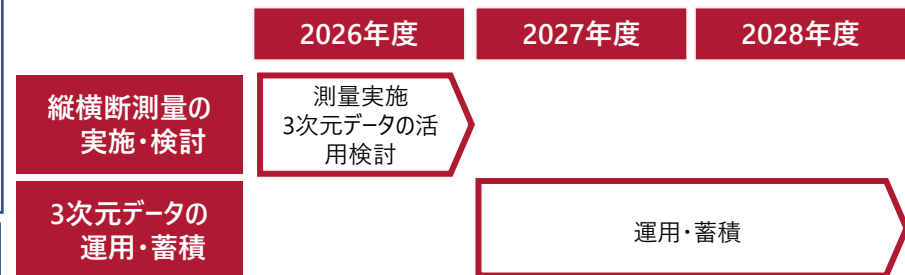 2026年度
2027年度
2028年度
縦横断測量の
実施・検討
測量実施
3次元データの活
用検討
3次元データの
運用・蓄積
運用・蓄積